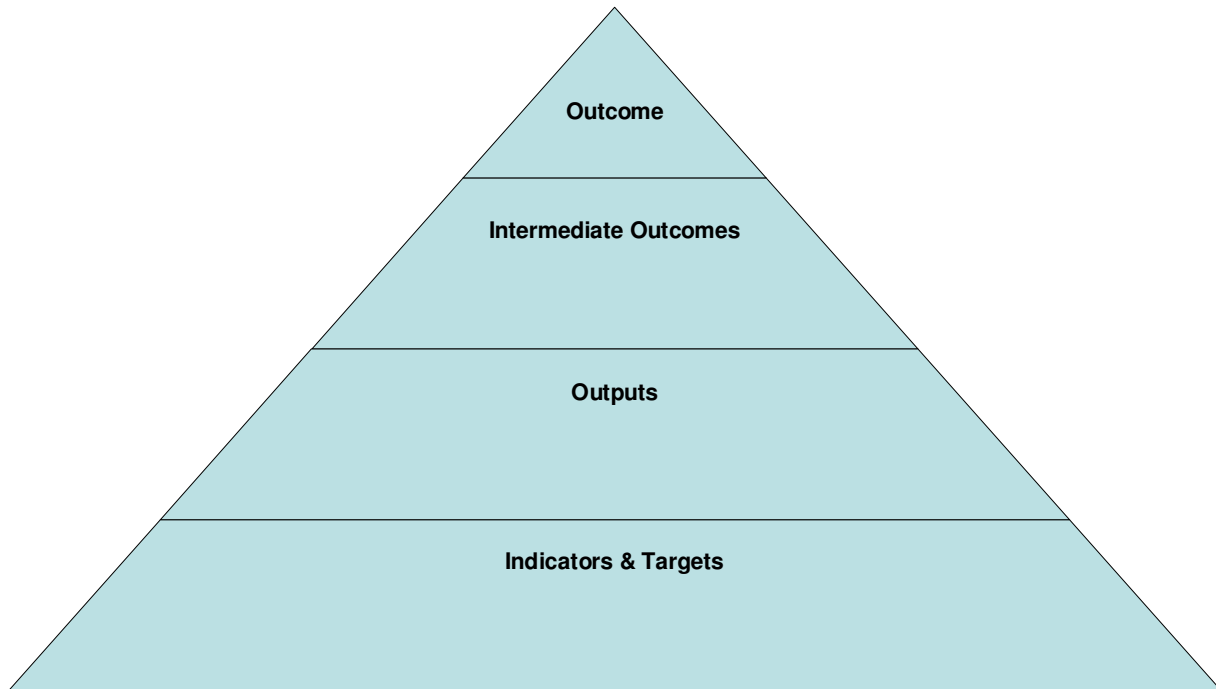 Outcome
Intermediate Outcomes
Outputs
Indicators & Targets